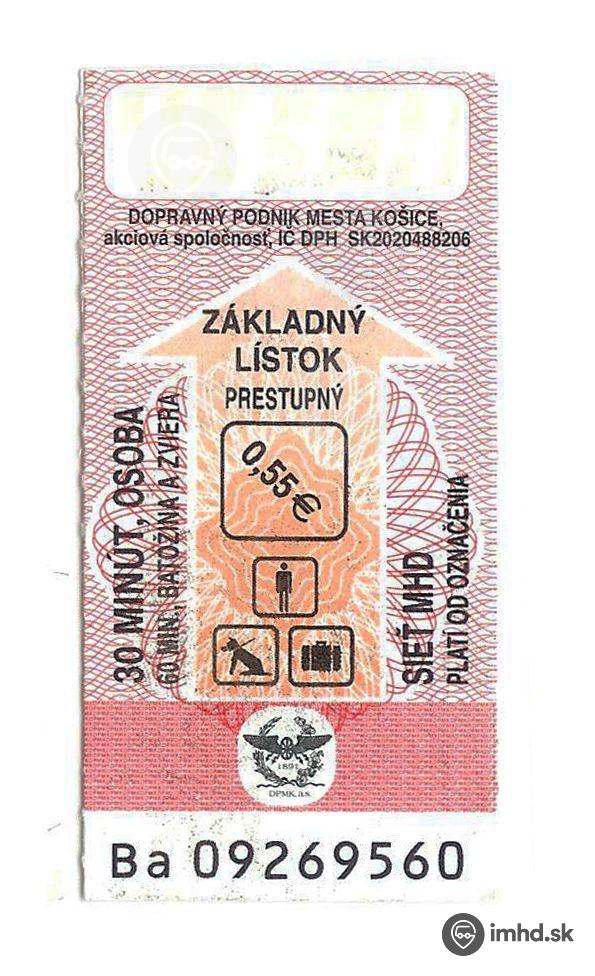 DOPRAVNÝ PODNIK MESTA KOŠICE,
akciová spoločnosť, IČ DPH SK2020488206
ZÁKLADNÝ
LÍSTOK
PRESTUPNÝ
0,55€
30 MINÚT, OSOBA
60 MIN., BATOŽINA A ZVIERA
SIEŤ MHD
PLATÍ OD OZNAČENIA
1891
DPMK, a.s.
Ba 09269560
imhd.sk